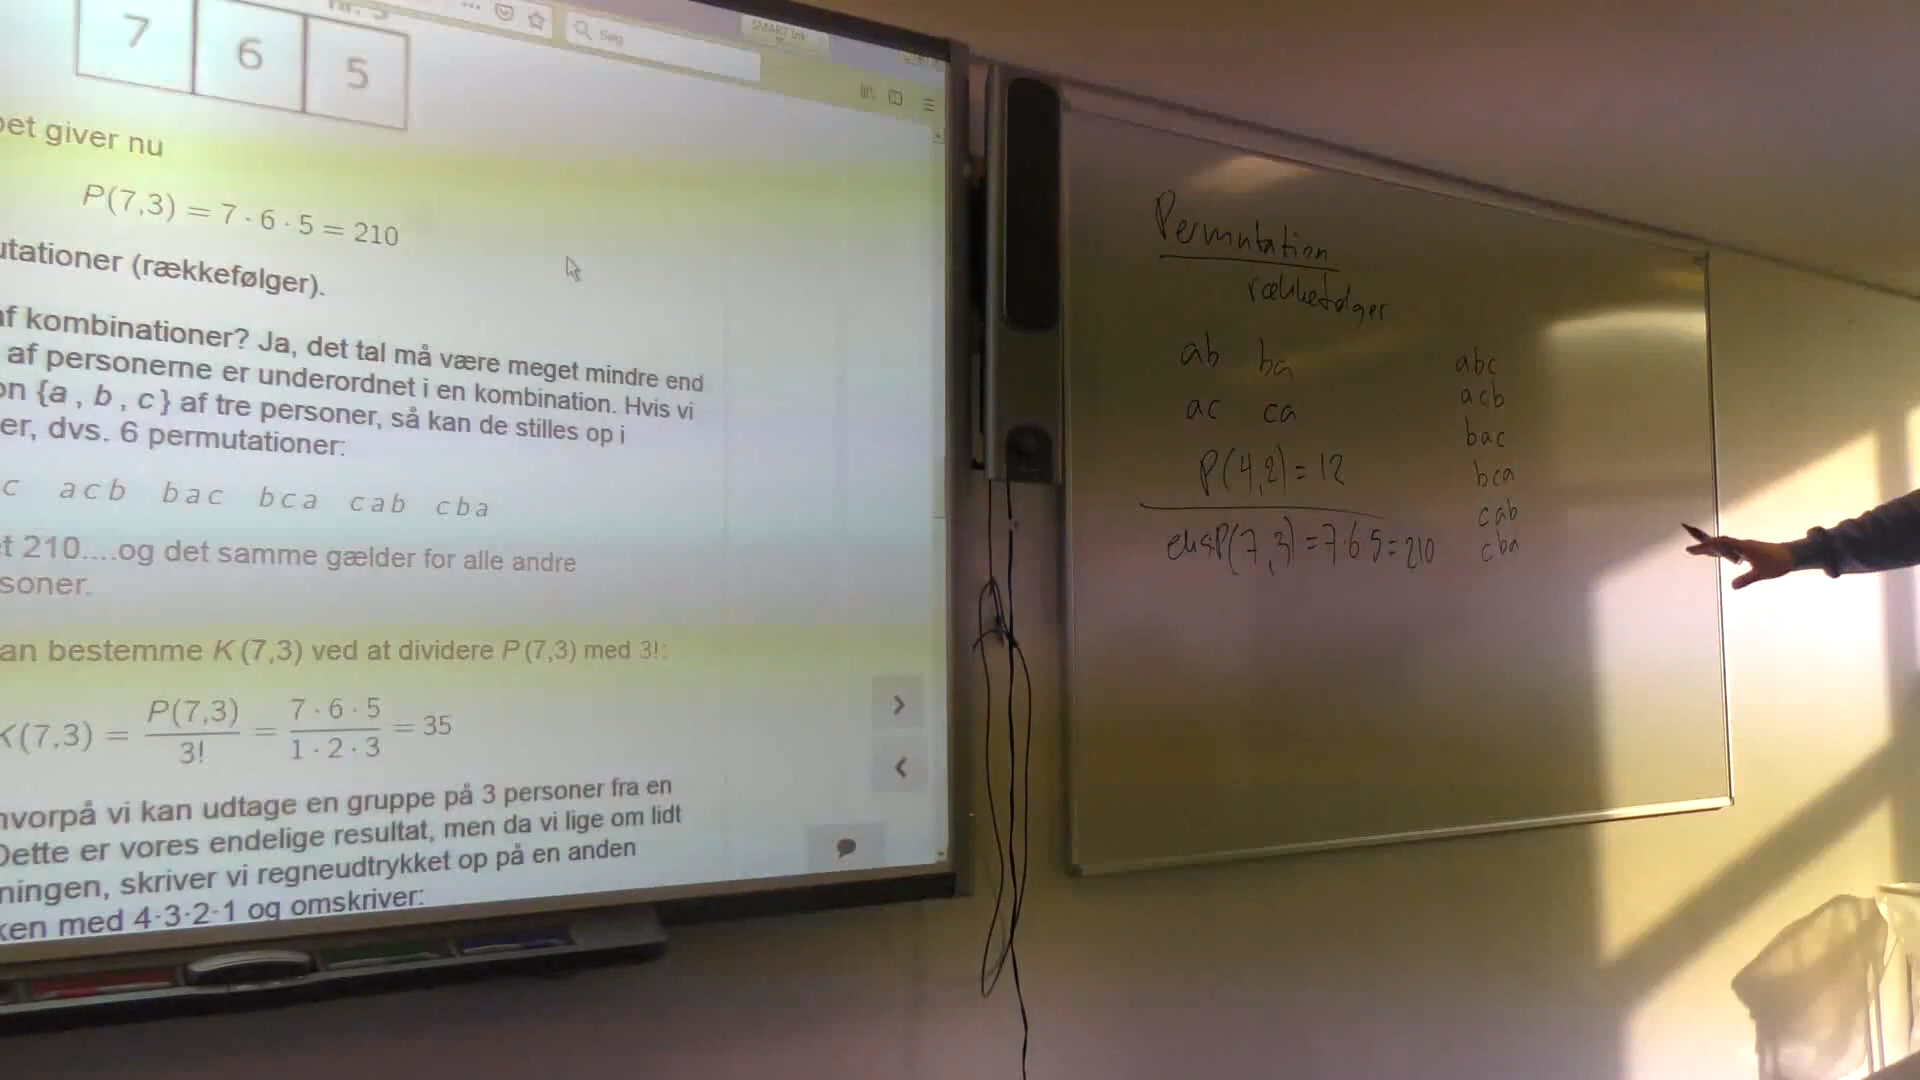 7 6 5
Søg
SMART Ink
et giver nu
P(7,3) = 7 · 6 · 5 = 210
utationer (rækkefølger).
af kombinationer? Ja, det tal må være meget mindre end
af personerne er underordnet i en kombination. Hvis vi
on {a , b , c} af tre personer, så kan de stilles op i
er, dvs. 6 permutationer:
c a c b b a c b c a c a b c b a
t 210....og det samme gælder for alle andre
soner.
an bestemme K (7,3) ved at dividere P (7,3) med 3!:
K(7,3) = P(7,3) / 3! = 7 · 6 · 5 / 1 · 2 · 3 = 35
hvorpå vi kan udtage en gruppe på 3 personer fra en
Dette er vores endelige resultat, men da vi lige om lidt
ningen, skriver vi regneudtrykket op på en anden
ken med 4·3·2·1 og omskriver:
Permutation
rækkefølger
ab ba
ac ca
P(4,2) = 12
eks P(7,3) = 7·6 5 = 210
abc
acb
bac
bca
cab
cba